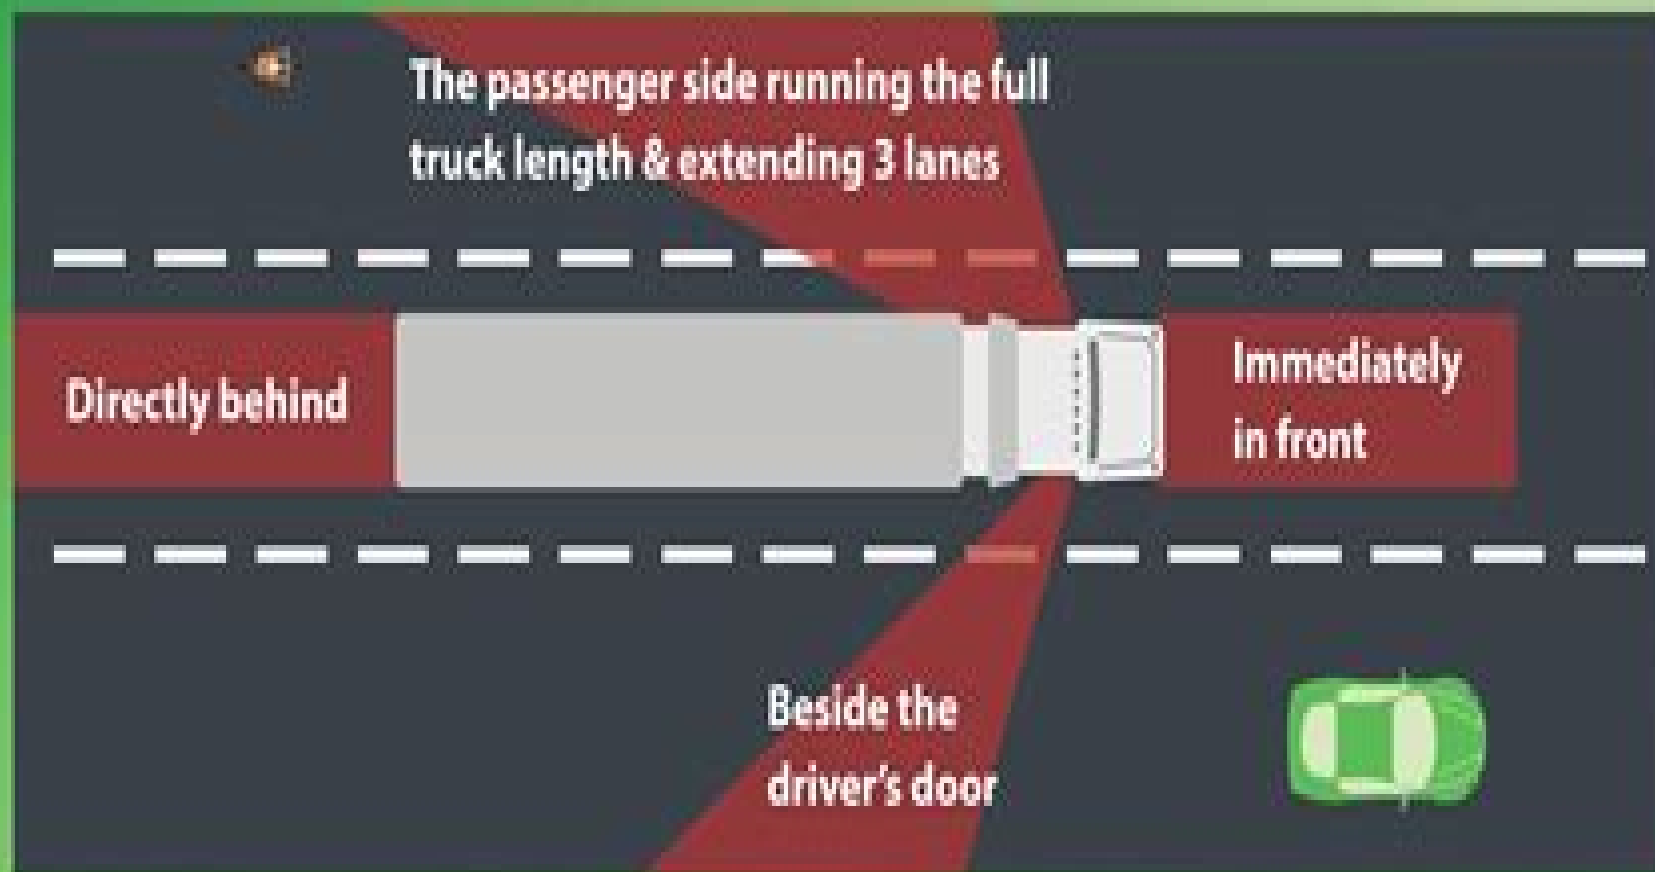 The passenger side running the full
truck length & extending 3 lanes
Directly behind
Immediately
in front
Beside the
driver's door